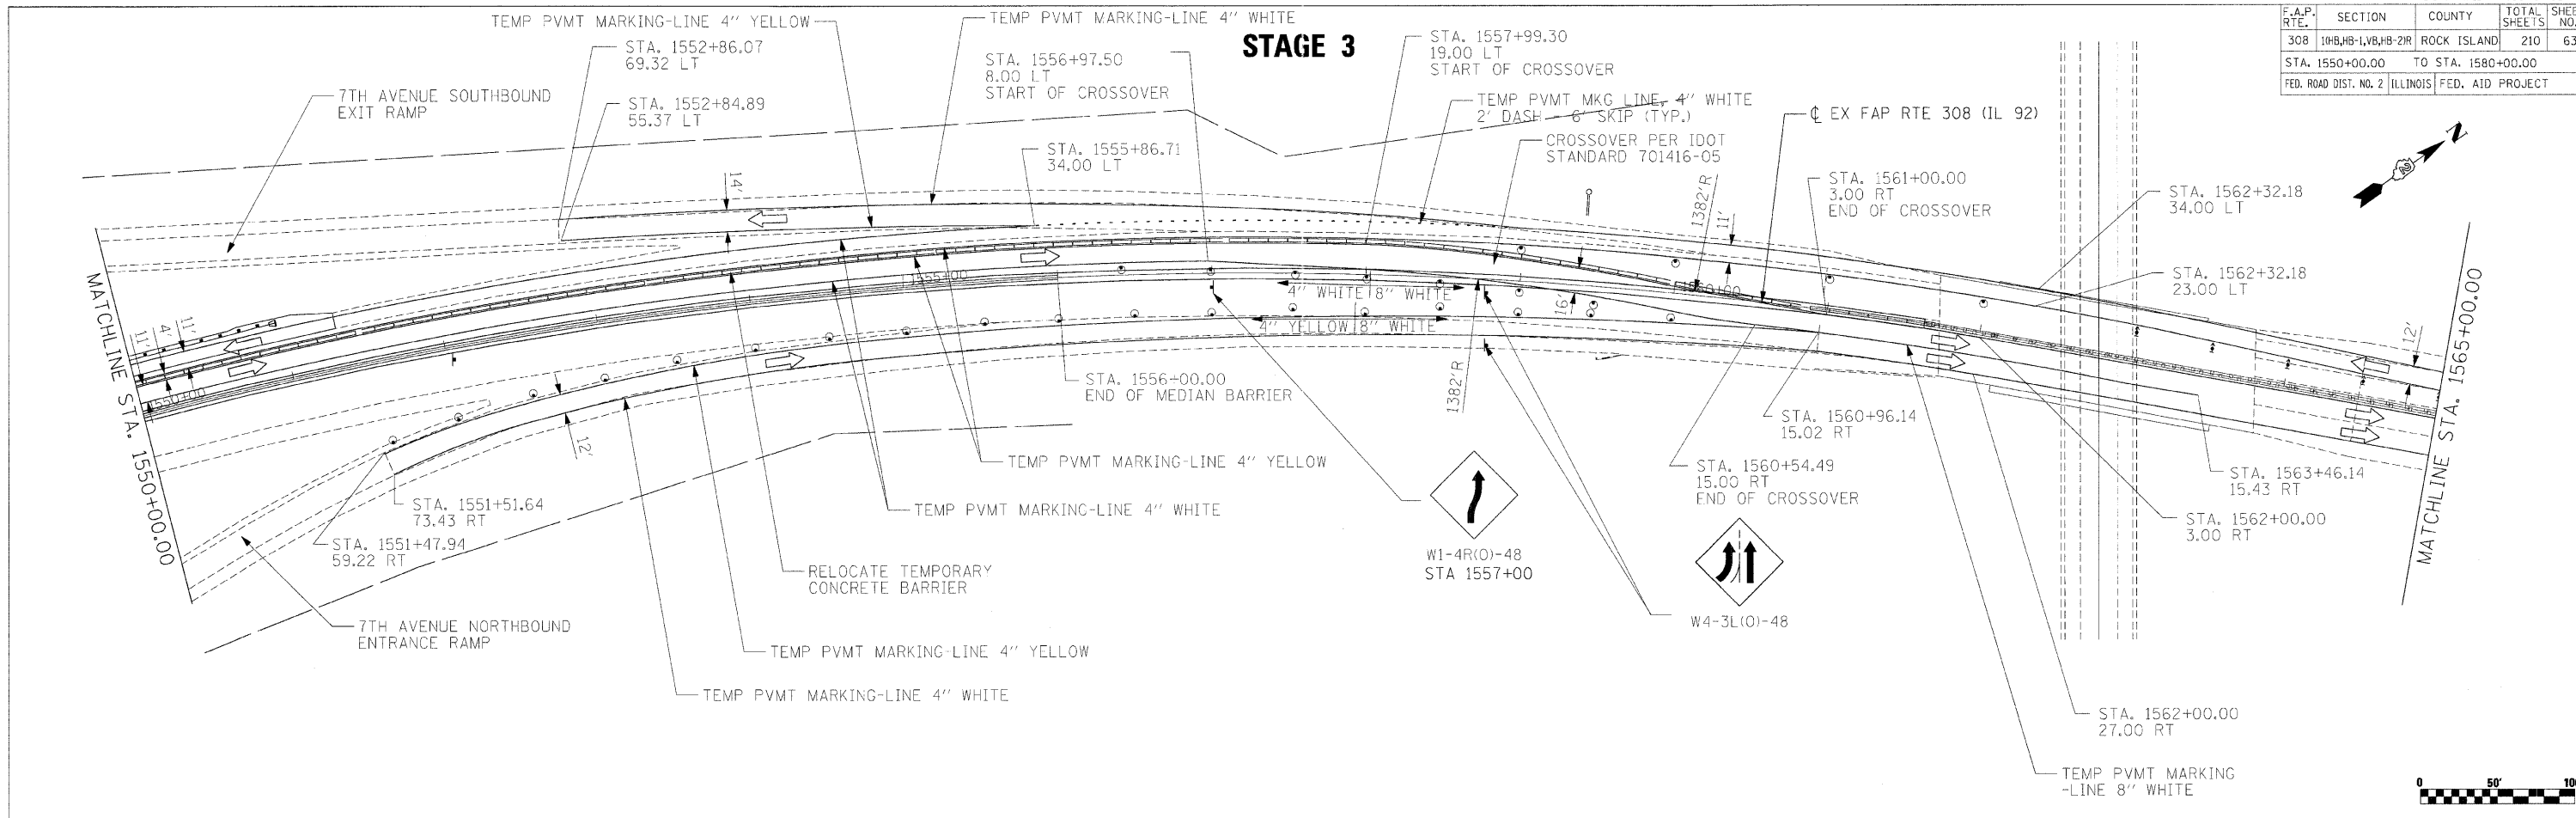 STAGE 3
F.A.P. RTE. SECTION COUNTY TOTAL SHEETS
308 ROCK ISLAND 210 63
STA. 1550+00.00 TO STA. 1580+00.00
FED. ROAD DIST. NO. 2 ILLINOIS FED. AID PROJECT
TEMP PVMT MARKING-LINE 4" YELLOW
TEMP PVMT MARKING-LINE 4" WHITE
STA. 1552+86.07
69.32 LT
STA. 1552+84.89
55.37 LT
7TH AVENUE SOUTHBOUND
EXIT RAMP
STA. 1556+97.50
8.00 LT
START OF CROSSOVER
STA. 1555+86.71
34.00 LT
STA. 1557+99.30
19.00 LT
START OF CROSSOVER
TEMP PVMT MKG LINE, 4" WHITE
2' DASH - 6' SKIP (TYP.)
CROSSOVER PER IDOT
STANDARD 701416-05
℄ EX FAP RTE 308 (IL 92)
STA. 1561+00.00
3.00 RT
END OF CROSSOVER
STA. 1562+32.18
34.00 LT
STA. 1562+32.18
23.00 LT
N
14'
1382'R
11'
MATCHLINE STA. 1550+00.00
11'
4'
11'
1550+00
1555+00
4" WHITE 8" WHITE
4" YELLOW 8" WHITE
16'
1382'R
12'
12'
MATCHLINE STA. 1565+00.00
STA. 1556+00.00
END OF MEDIAN BARRIER
STA. 1560+96.14
15.02 RT
STA. 1560+54.49
15.00 RT
END OF CROSSOVER
STA. 1563+46.14
15.43 RT
STA. 1562+00.00
3.00 RT
TEMP PVMT MARKING-LINE 4" YELLOW
TEMP PVMT MARKING-LINE 4" WHITE
STA. 1551+51.64
73.43 RT
STA. 1551+47.94
59.22 RT
W1-4R(O)-48
STA 1557+00
W4-3L(O)-48
RELOCATE TEMPORARY
CONCRETE BARRIER
7TH AVENUE NORTHBOUND
ENTRANCE RAMP
TEMP PVMT MARKING-LINE 4" YELLOW
TEMP PVMT MARKING-LINE 4" WHITE
STA. 1562+00.00
27.00 RT
TEMP PVMT MARKING
-LINE 8" WHITE
0 50'